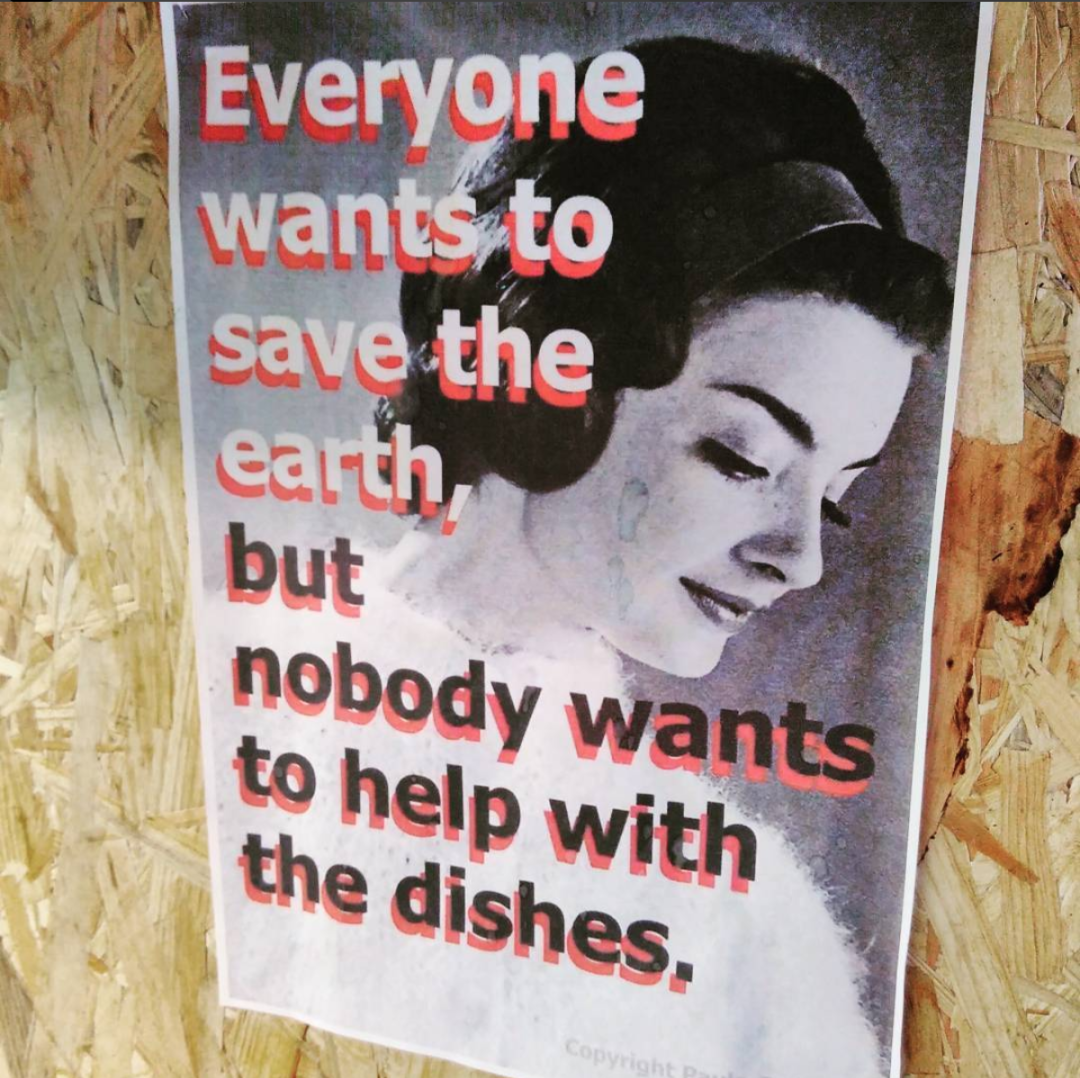 Everyone
wants to
save the
earth,
but
nobody wants
to help with
the dishes.
Copyright